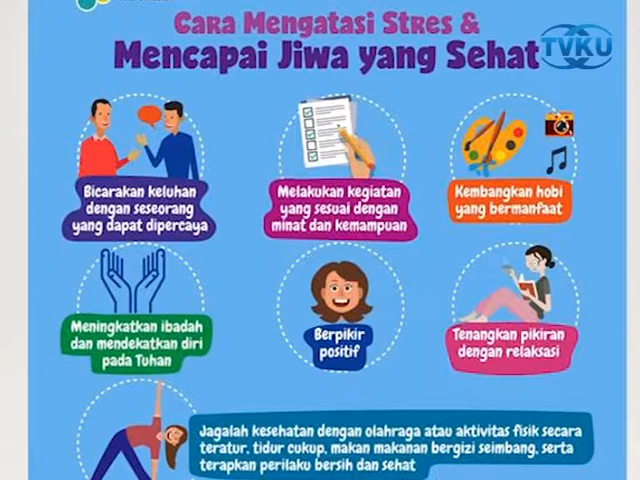 Cara Mengatasi Stres &
Mencapai Jiwa yang Sehat
TVKU
Bicarakan keluhan
dengan seseorang
yang dapat dipercaya
Melakukan kegiatan
yang sesuai dengan
minat dan kemampuan
Kembangkan hobi
yang bermanfaat
Meningkatkan ibadah
dan mendekatkan diri
pada Tuhan
Berpikir
positif
Tenangkan pikiran
dengan relaksasi
Jagalah kesehatan dengan olahraga atau aktivitas fisik secara
teratur, tidur cukup, makan makanan bergizi seimbang, serta
terapkan perilaku bersih dan sehat